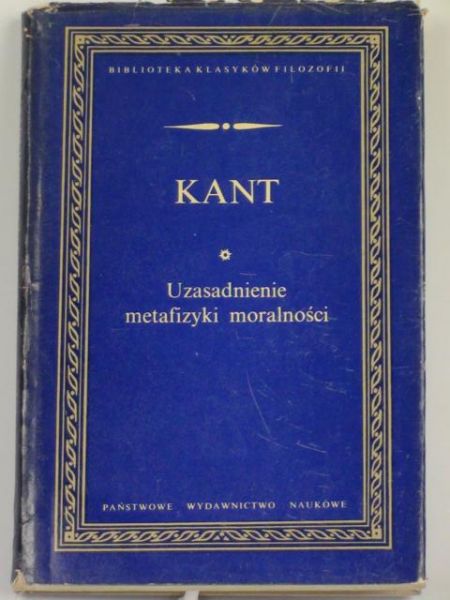 BIBLIOTEKA KLASYKÓW FILOZOFII
KANT
Uzasadnienie
metafizyki moralności
PAŃSTWOWE WYDAWNICTWO NAUKOWE